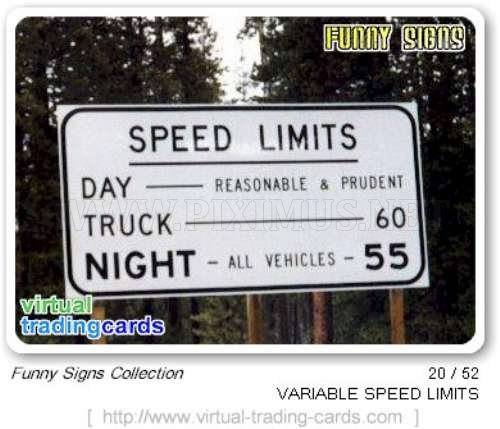 FUNNY SIGNS
SPEED LIMITS
DAY — REASONABLE & PRUDENT
TRUCK — 60
NIGHT - ALL VEHICLES - 55
WWW.PIXIMUS.NET
virtual
tradingcards
Funny Signs Collection
20 / 52
VARIABLE SPEED LIMITS
[ http://www.virtual-trading-cards.com ]